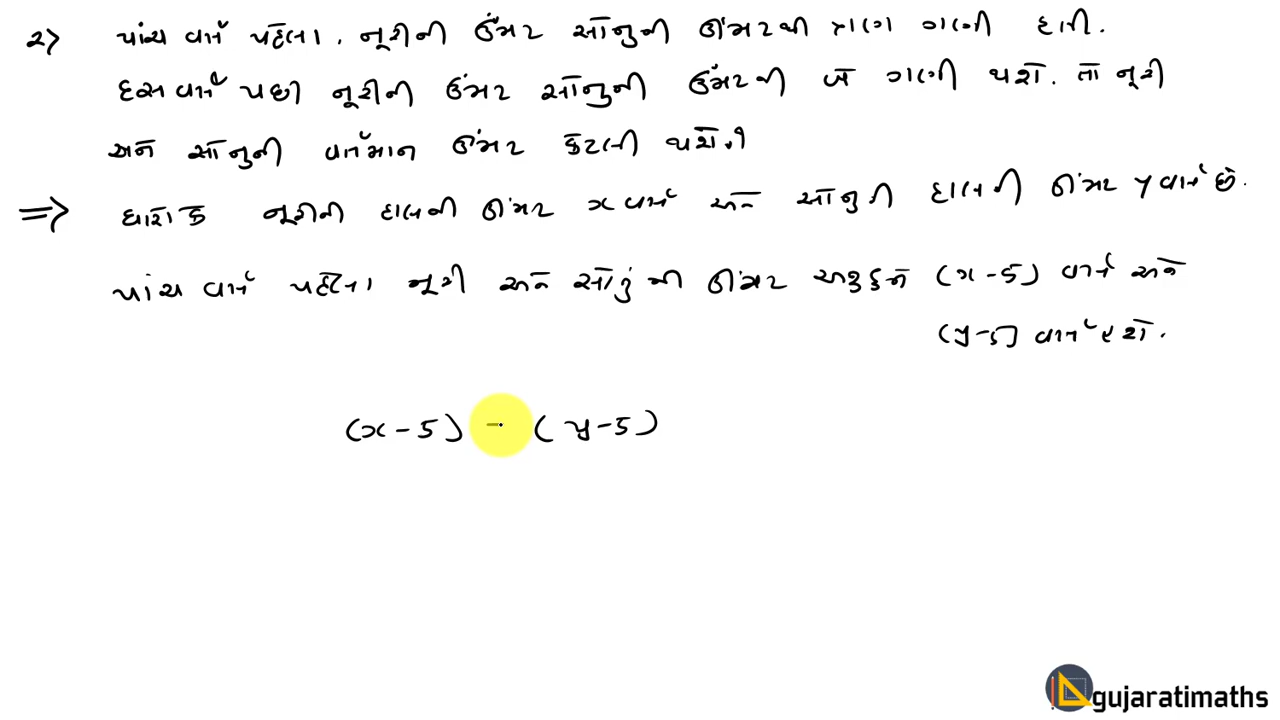 ૨) પાંચ વર્ષ પહેલા, નૂરીની ઉંમર સોનુની ઊંમરથી ત્રણ ગણી હતી.
દસ વર્ષ પછી નૂરીની ઉંમર સોનુની ઉંમરની બે ગણી થશે. તો નૂરી
અને સોનુની વર્તમાન ઊંમર કેટલી થશે.?
⇒ ધારોકે નૂરીની હાલની ઊંમર x વર્ષ અને સોનુની હાલની ઊંમર y વર્ષ છે.
પાંચ વર્ષ પહેલા નૂરી અને સોનુંની ઊંમર અનુક્રમે (x-5) વર્ષ અને
(y-5) વર્ષ હશે.
(x-5) - (y-5)
gujaratimaths